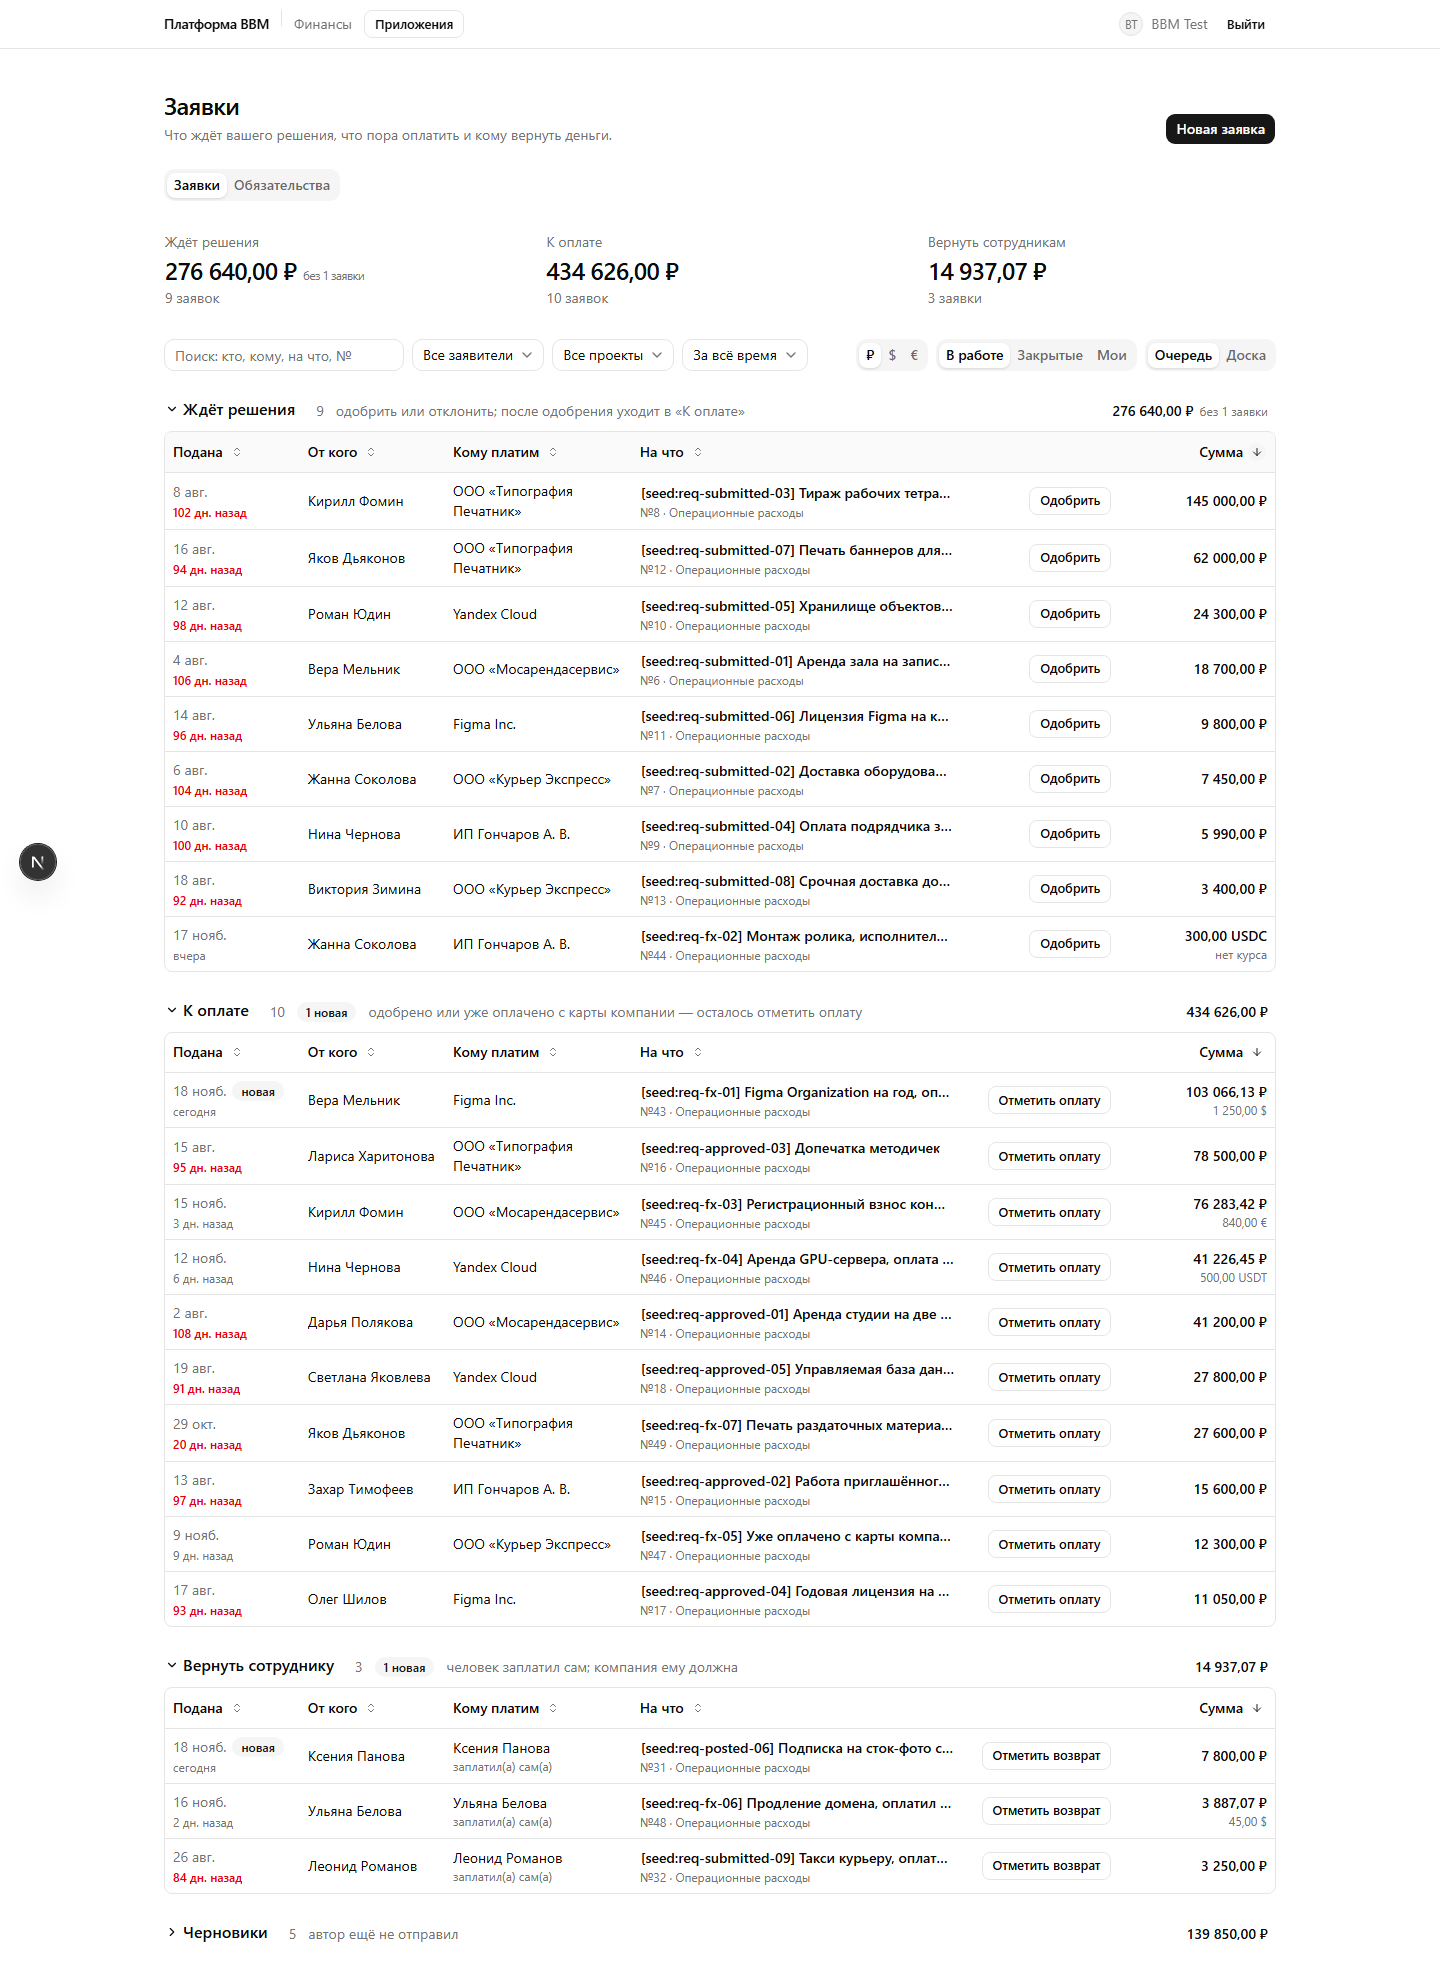 Платформа BBM
Финансы
Приложения
BT
BBM Test
Выйти
Заявки
Что ждёт вашего решения, что пора оплатить и кому вернуть деньги.
Новая заявка
Заявки
Обязательства
Ждёт решения
276 640,00 ₽ без 1 заявки
9 заявок
К оплате
434 626,00 ₽
10 заявок
Вернуть сотрудникам
14 937,07 ₽
3 заявки
Поиск: кто, кому, на что, №
Все заявители
Все проекты
За всё время
₽ $ €
В работе Закрытые Мои
Очередь Доска
Ждёт решения 9 одобрить или отклонить; после одобрения уходит в «К оплате» 276 640,00 ₽ без 1 заявки
Подана От кого Кому платим На что Сумма
8 авг.
102 дн. назад
Кирилл Фомин
ООО «Типография
Печатник»
[seed:req-submitted-03] Тираж рабочих тетра...
№8 · Операционные расходы
Одобрить
145 000,00 ₽
16 авг.
94 дн. назад
Яков Дьяконов
ООО «Типография
Печатник»
[seed:req-submitted-07] Печать баннеров для...
№12 · Операционные расходы
Одобрить
62 000,00 ₽
12 авг.
98 дн. назад
Роман Юдин
Yandex Cloud
[seed:req-submitted-05] Хранилище объектов...
№10 · Операционные расходы
Одобрить
24 300,00 ₽
4 авг.
106 дн. назад
Вера Мельник
ООО «Мосарендасервис»
[seed:req-submitted-01] Аренда зала на запис...
№6 · Операционные расходы
Одобрить
18 700,00 ₽
14 авг.
96 дн. назад
Ульяна Белова
Figma Inc.
[seed:req-submitted-06] Лицензия Figma на к...
№11 · Операционные расходы
Одобрить
9 800,00 ₽
6 авг.
104 дн. назад
Жанна Соколова
ООО «Курьер Экспресс»
[seed:req-submitted-02] Доставка оборудова...
№7 · Операционные расходы
Одобрить
7 450,00 ₽
10 авг.
100 дн. назад
Нина Чернова
ИП Гончаров А. В.
[seed:req-submitted-04] Оплата подрядчика з...
№9 · Операционные расходы
Одобрить
5 990,00 ₽
18 авг.
92 дн. назад
Виктория Зимина
ООО «Курьер Экспресс»
[seed:req-submitted-08] Срочная доставка до...
№13 · Операционные расходы
Одобрить
3 400,00 ₽
17 нояб.
вчера
Жанна Соколова
ИП Гончаров А. В.
[seed:req-fx-02] Монтаж ролика, исполнител...
№44 · Операционные расходы
Одобрить
300,00 USDC
нет курса
N
К оплате 10 1 новая одобрено или уже оплачено с карты компании — осталось отметить оплату 434 626,00 ₽
Подана От кого Кому платим На что Сумма
18 нояб. новая
сегодня
Вера Мельник
Figma Inc.
[seed:req-fx-01] Figma Organization на год, оп...
№43 · Операционные расходы
Отметить оплату
103 066,13 ₽
1 250,00 $
15 авг.
95 дн. назад
Лариса Харитонова
ООО «Типография
Печатник»
[seed:req-approved-03] Допечатка методичек
№16 · Операционные расходы
Отметить оплату
78 500,00 ₽
15 нояб.
3 дн. назад
Кирилл Фомин
ООО «Мосарендасервис»
[seed:req-fx-03] Регистрационный взнос кон...
№45 · Операционные расходы
Отметить оплату
76 283,42 ₽
840,00 €
12 нояб.
6 дн. назад
Нина Чернова
Yandex Cloud
[seed:req-fx-04] Аренда GPU-сервера, оплата ...
№46 · Операционные расходы
Отметить оплату
41 226,45 ₽
500,00 USDT
2 авг.
108 дн. назад
Дарья Полякова
ООО «Мосарендасервис»
[seed:req-approved-01] Аренда студии на две ...
№14 · Операционные расходы
Отметить оплату
41 200,00 ₽
19 авг.
91 дн. назад
Светлана Яковлева
Yandex Cloud
[seed:req-approved-05] Управляемая база дан...
№18 · Операционные расходы
Отметить оплату
27 800,00 ₽
29 окт.
20 дн. назад
Яков Дьяконов
ООО «Типография
Печатник»
[seed:req-fx-07] Печать раздаточных материа...
№49 · Операционные расходы
Отметить оплату
27 600,00 ₽
13 авг.
97 дн. назад
Захар Тимофеев
ИП Гончаров А. В.
[seed:req-approved-02] Работа приглашённог...
№15 · Операционные расходы
Отметить оплату
15 600,00 ₽
9 нояб.
9 дн. назад
Роман Юдин
ООО «Курьер Экспресс»
[seed:req-fx-05] Уже оплачено с карты компа...
№47 · Операционные расходы
Отметить оплату
12 300,00 ₽
17 авг.
93 дн. назад
Олег Шилов
Figma Inc.
[seed:req-approved-04] Годовая лицензия на ...
№17 · Операционные расходы
Отметить оплату
11 050,00 ₽
Вернуть сотруднику 3 1 новая человек заплатил сам; компания ему должна 14 937,07 ₽
Подана От кого Кому платим На что Сумма
18 нояб. новая
сегодня
Ксения Панова
Ксения Панова
заплатил(а) сам(а)
[seed:req-posted-06] Подписка на сток-фото с...
№31 · Операционные расходы
Отметить возврат
7 800,00 ₽
16 нояб.
2 дн. назад
Ульяна Белова
Ульяна Белова
заплатил(а) сам(а)
[seed:req-fx-06] Продление домена, оплатил ...
№48 · Операционные расходы
Отметить возврат
3 887,07 ₽
45,00 $
26 авг.
84 дн. назад
Леонид Романов
Леонид Романов
заплатил(а) сам(а)
[seed:req-submitted-09] Такси курьеру, оплат...
№32 · Операционные расходы
Отметить возврат
3 250,00 ₽
Черновики 5 автор ещё не отправил 139 850,00 ₽